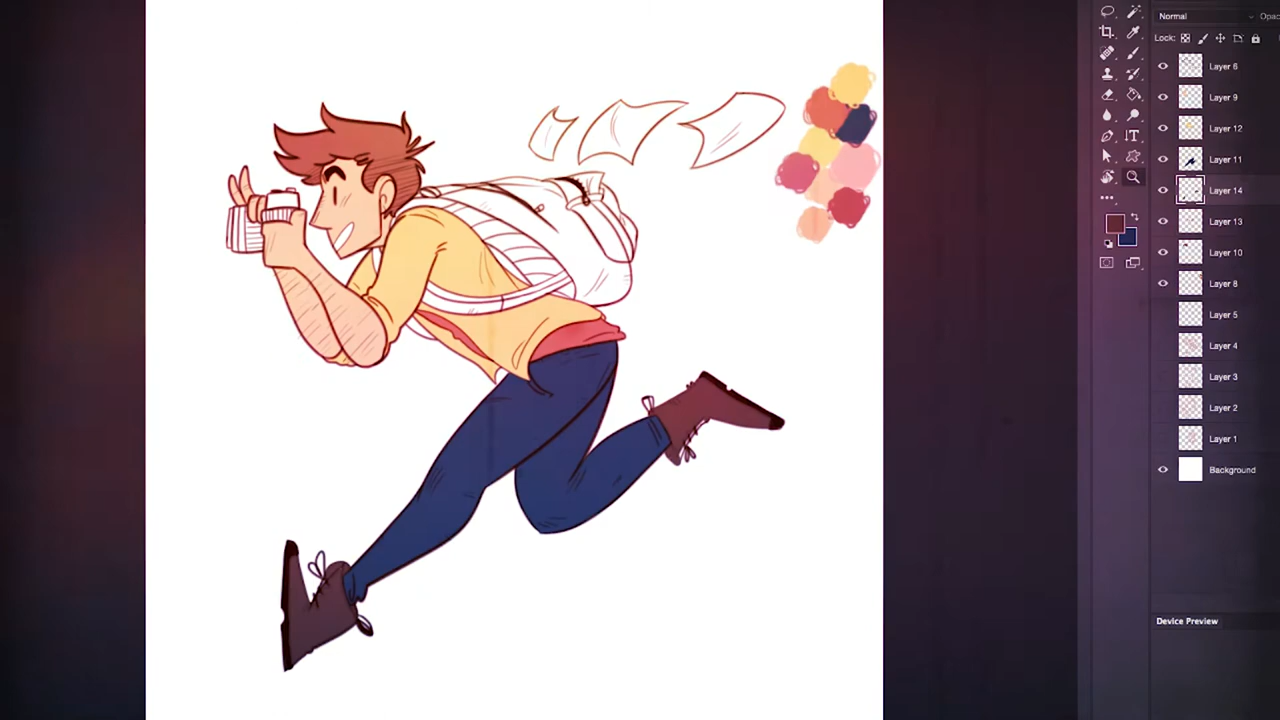 Normal
Opac
Lock:
Layer 6
Layer 9
Layer 12
Layer 11
Layer 14
Layer 13
Layer 10
Layer 8
Layer 5
Layer 4
Layer 3
Layer 2
Layer 1
Background
Device Preview